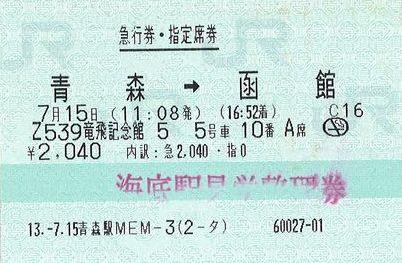 急行券・指定席券
青森 → 函館
7月15日(11:08発) (16:52着) C16
Z539竜飛記念館 5 5号車 10番 A席
¥2,040 内訳:急2,040・指0
海底駅見学整理券
13.-7.15青森駅MEM-3(2-タ) 60027-01